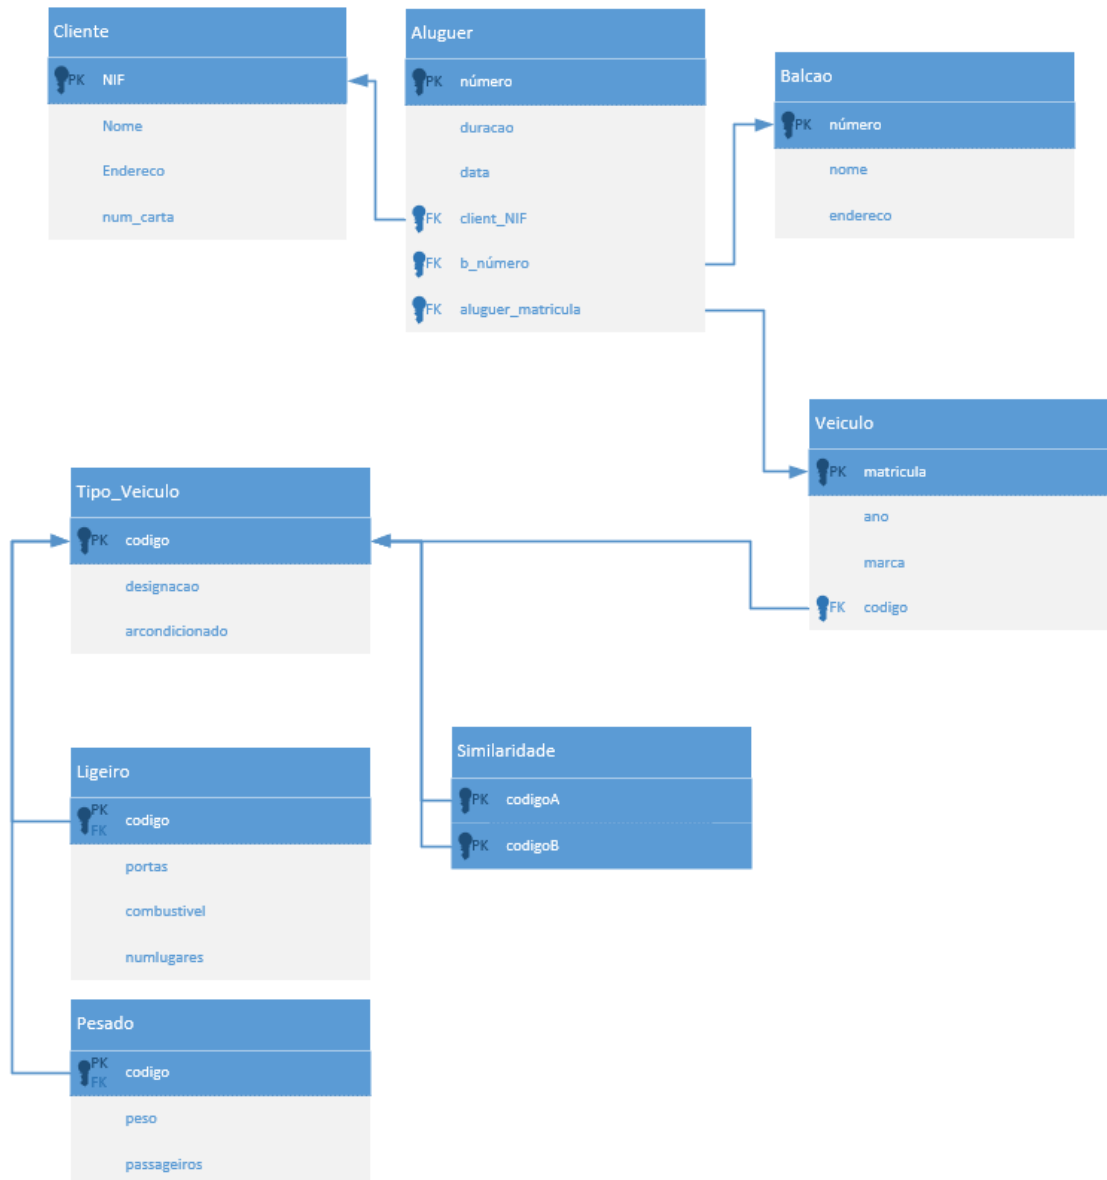 Cliente
PK NIF
Nome
Endereco
num_carta
Aluguer
PK número
duracao
data
FK client_NIF
FK b_número
FK aluguer_matricula
Balcao
PK número
nome
endereco
Veiculo
PK matricula
ano
marca
FK codigo
Tipo_Veiculo
PK codigo
designacao
arcondicionado
Similaridade
PK codigoA
PK codigoB
Ligeiro
PK
FK codigo
portas
combustivel
numlugares
Pesado
PK
FK codigo
peso
passageiros